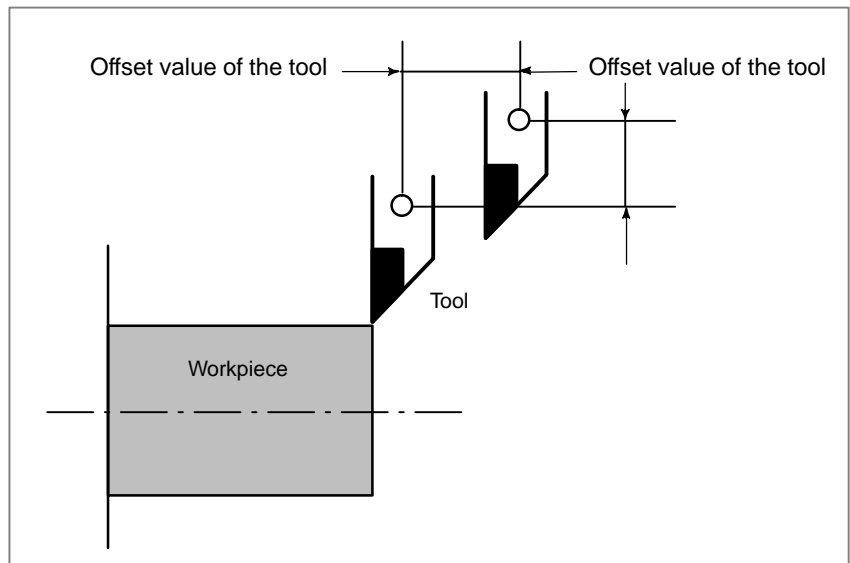 Offset value of the tool
Offset value of the tool
Tool
Workpiece